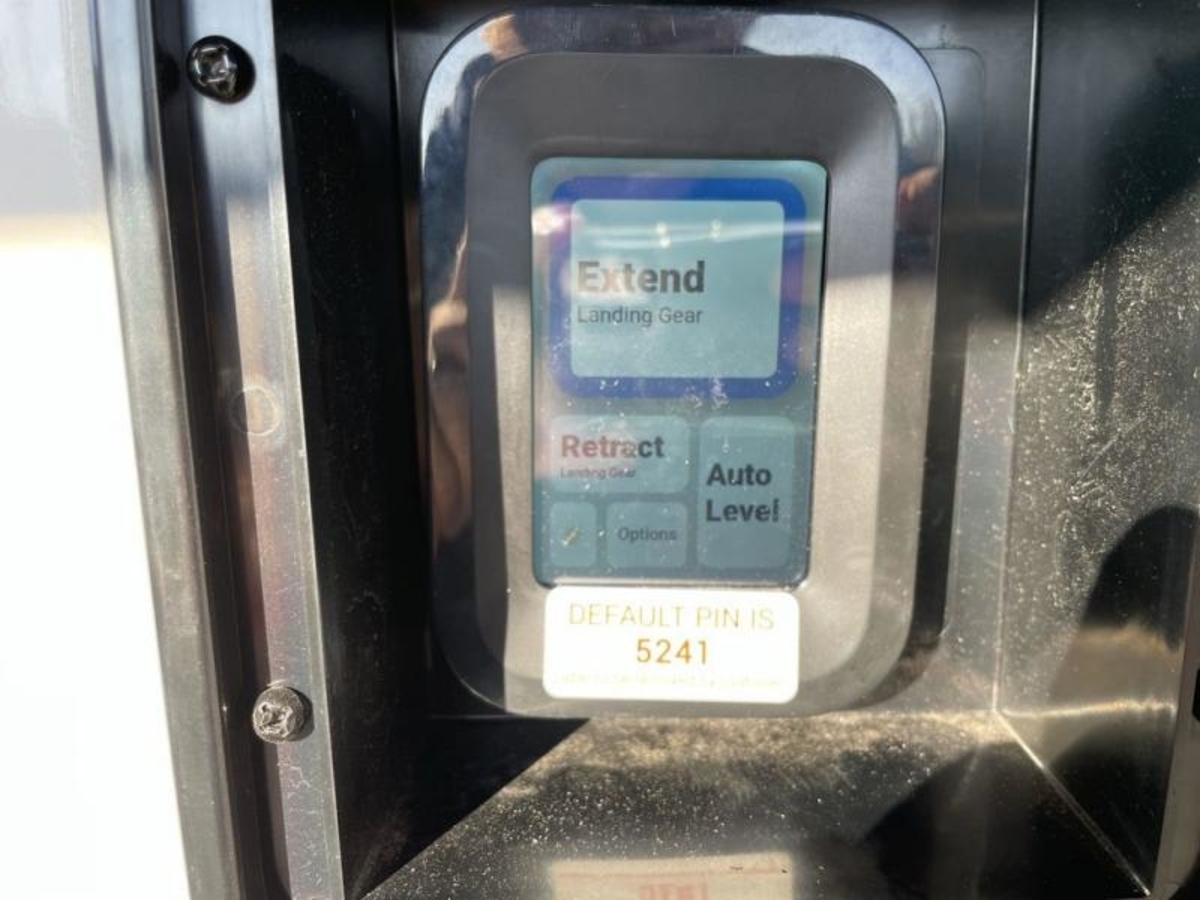 Extend
Landing Gear
Retract
Landing Gear
Auto
Level
Options
DEFAULT PIN IS
5241